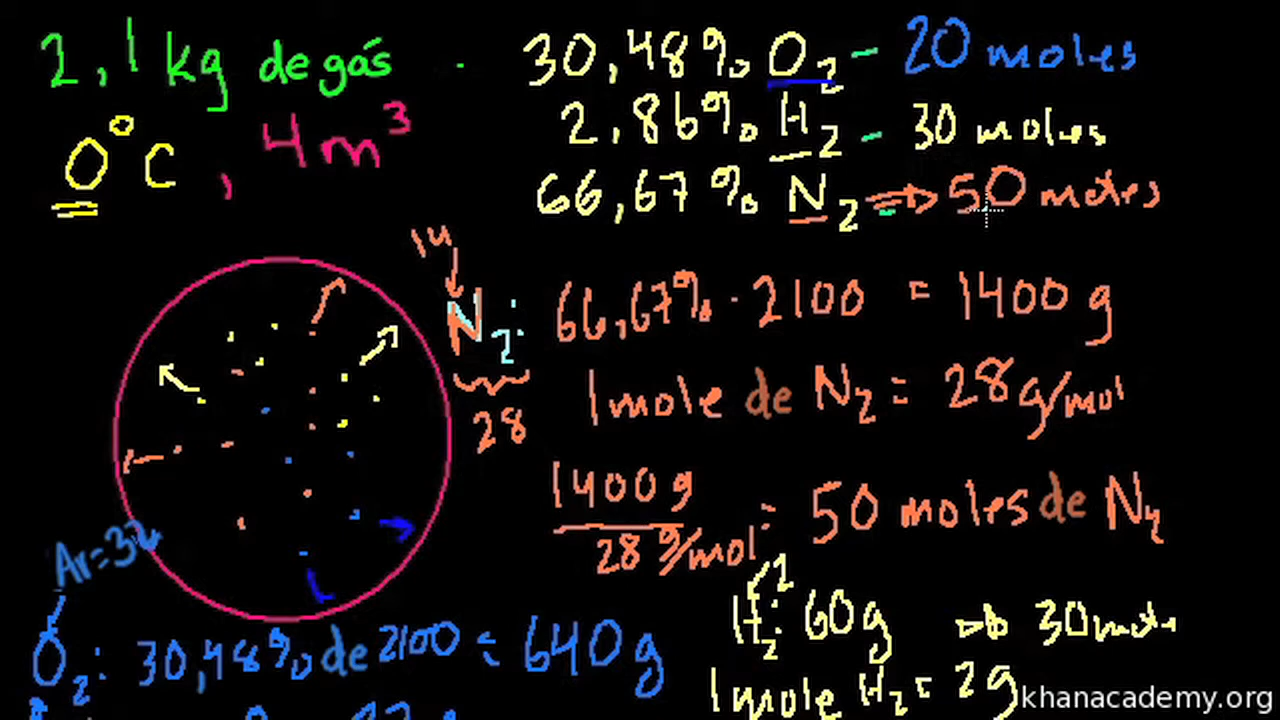 2,1 kg de gás
0°C, 4m³
30,48% O₂ - 20 moles
2,86% H₂ - 30 moles
66,67% N₂ ⇒ 50 moles
14
N₂: 66,67% · 2100 = 1400 g
28
1 mole de N₂ = 28 g/mol
1400 g / 28 g/mol = 50 moles de N₂
Ar=32
O₂: 30,48% de 2100 = 640 g
2
H₂: 60g ⇒ 30 mole
1 mole H₂ = 2g
khanacademy.org